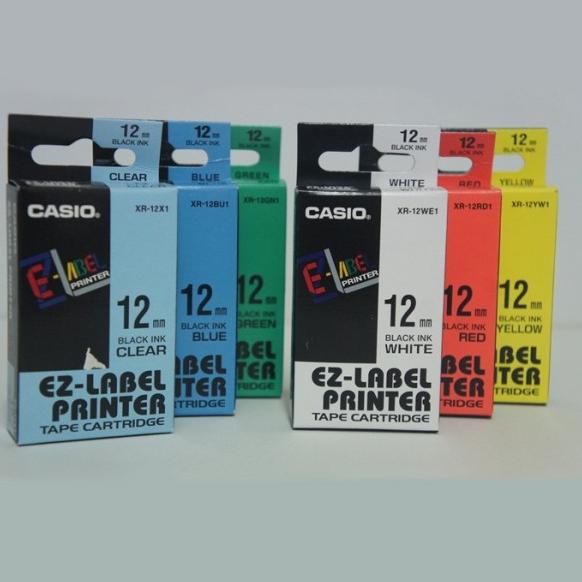 12 mm
BLACK INK
CLEAR
CASIO®
XR-12X1
E-LABEL
PRINTER
12 mm
BLACK INK
CLEAR
EZ-LABEL
PRINTER
TAPE CARTRIDGE
12 mm
BLACK INK
BLUE
XR-12BU1
12 mm
BLACK INK
BLUE
TRIDGE
12 mm
BLACK INK
GREEN
XR-12GN1
12 mm
GREEN
RIDGE
12 mm
BLACK INK
WHITE
CASIO®
XR-12WE1
E-LABEL
PRINTER
12 mm
BLACK INK
WHITE
EZ-LABEL
PRINTER
TAPE CARTRIDGE
12 mm
BLACK INK
RED
XR-12RD1
12 mm
BLACK INK
RED
TRIDGE
12 mm
BLACK INK
YELLOW
XR-12YW1
12 mm
BLACK INK
YELLOW
RIDGE